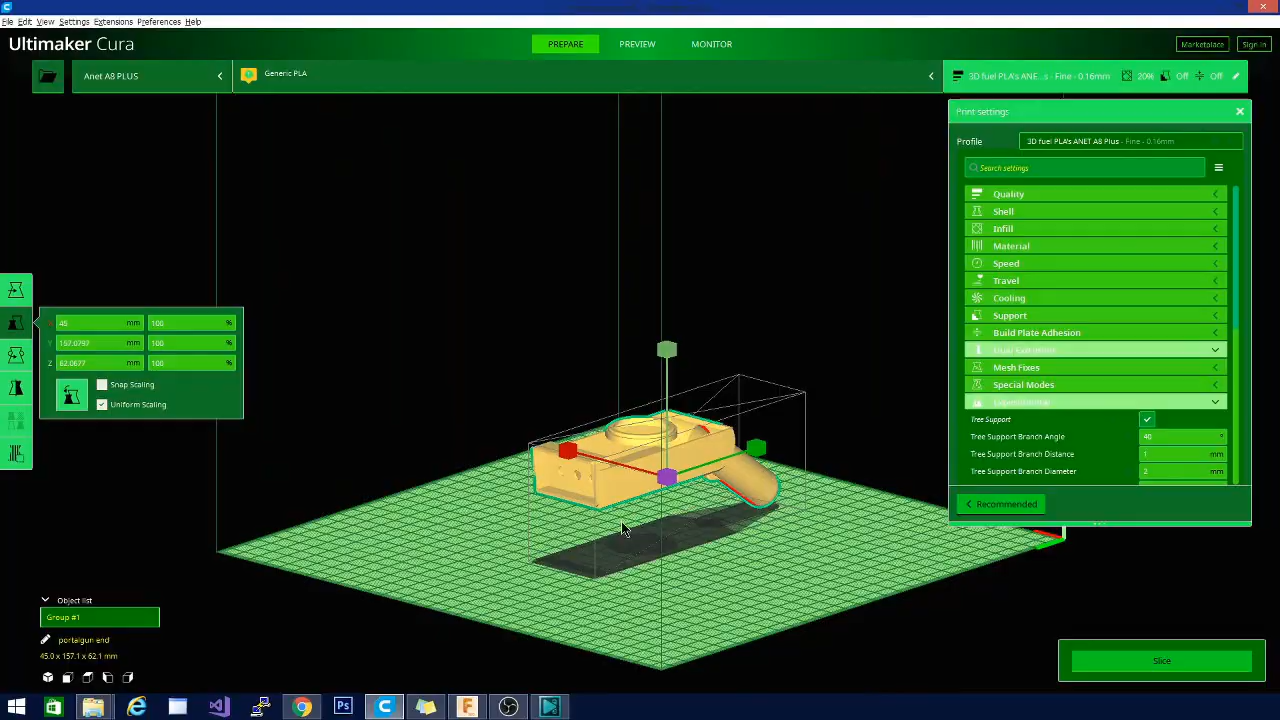 File Edit View Settings Extensions Preferences Help
Ultimaker Cura
PREPARE PREVIEW MONITOR
Marketplace Sign in
Anet A8 PLUS
Generic PLA
3D fuel PLA's ANE...s - Fine - 0.16mm 20% Off Off
Print settings
Profile 3D fuel PLA's ANET A8 Plus - Fine - 0.16mm
Search settings
Quality
Shell
Infill
Material
Speed
Travel
Cooling
Support
Build Plate Adhesion
Dual Extrusion
Mesh Fixes
Special Modes
Experimental
Tree Support
Tree Support Branch Angle 40 °
Tree Support Branch Distance 1 mm
Tree Support Branch Diameter 2 mm
Recommended
X 45 mm 100 %
Y 157.0797 mm 100 %
Z 62.0677 mm 100 %
Snap Scaling
Uniform Scaling
Object list
Group #1
portalgun end
45.0 x 157.1 x 62.1 mm
Slice
Ps